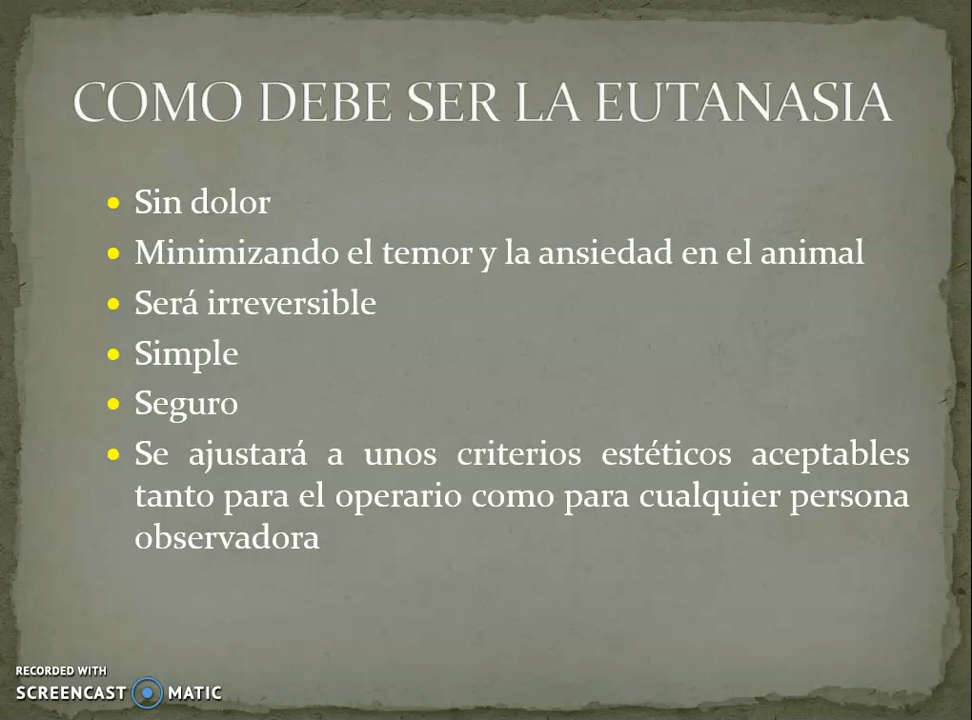 COMO DEBE SER LA EUTANASIA
• Sin dolor
• Minimizando el temor y la ansiedad en el animal
• Será irreversible
• Simple
• Seguro
• Se ajustará a unos criterios estéticos aceptables
tanto para el operario como para cualquier persona
observadora
RECORDED WITH
SCREENCAST MATIC